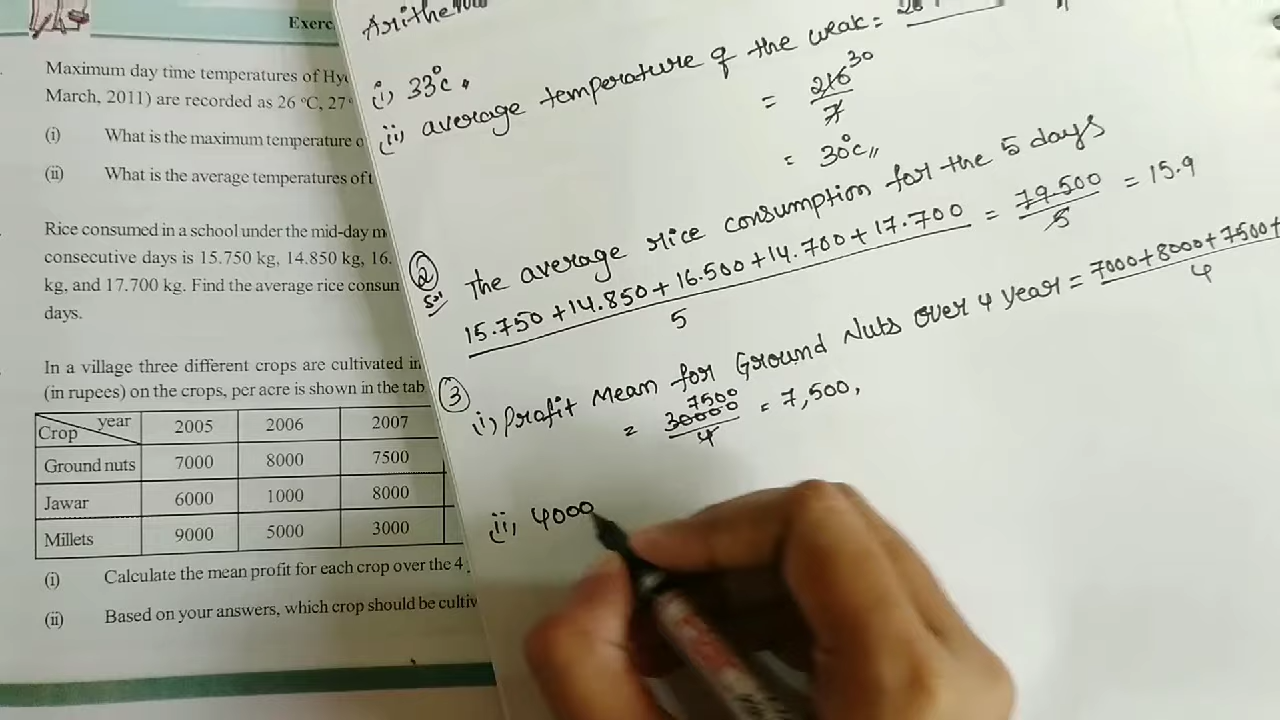 Exerc
Maximum day time temperatures of Hy
March, 2011) are recorded as 26 °C, 27°
(i) What is the maximum temperature o
(ii) What is the average temperatures of t
Rice consumed in a school under the mid-day m
consecutive days is 15.750 kg, 14.850 kg, 16.
kg, and 17.700 kg. Find the average rice consun
days.
In a village three different crops are cultivated in
(in rupees) on the crops, per acre is shown in the tab
year
Crop 2005 2006 2007
Ground nuts 7000 8000 7500
Jawar 6000 1000 8000
Millets 9000 5000 3000
(i) Calculate the mean profit for each crop over the 4
(ii) Based on your answers, which crop should be cultiv
(i) 33°c.
(ii) average temperature of the weak =
= 216 30
7
= 30°c,,
② The average rice consumption for the 5 days
Sol
15.750 + 14.850 + 16.500 + 14.700 + 17.700 = 79.500 = 15.9
5 5
③
(i) Profit Mean for Ground Nuts over 4 year = 7000+8000+7500+
4
7500
= 30000 = 7,500,
4
(ii, 4000